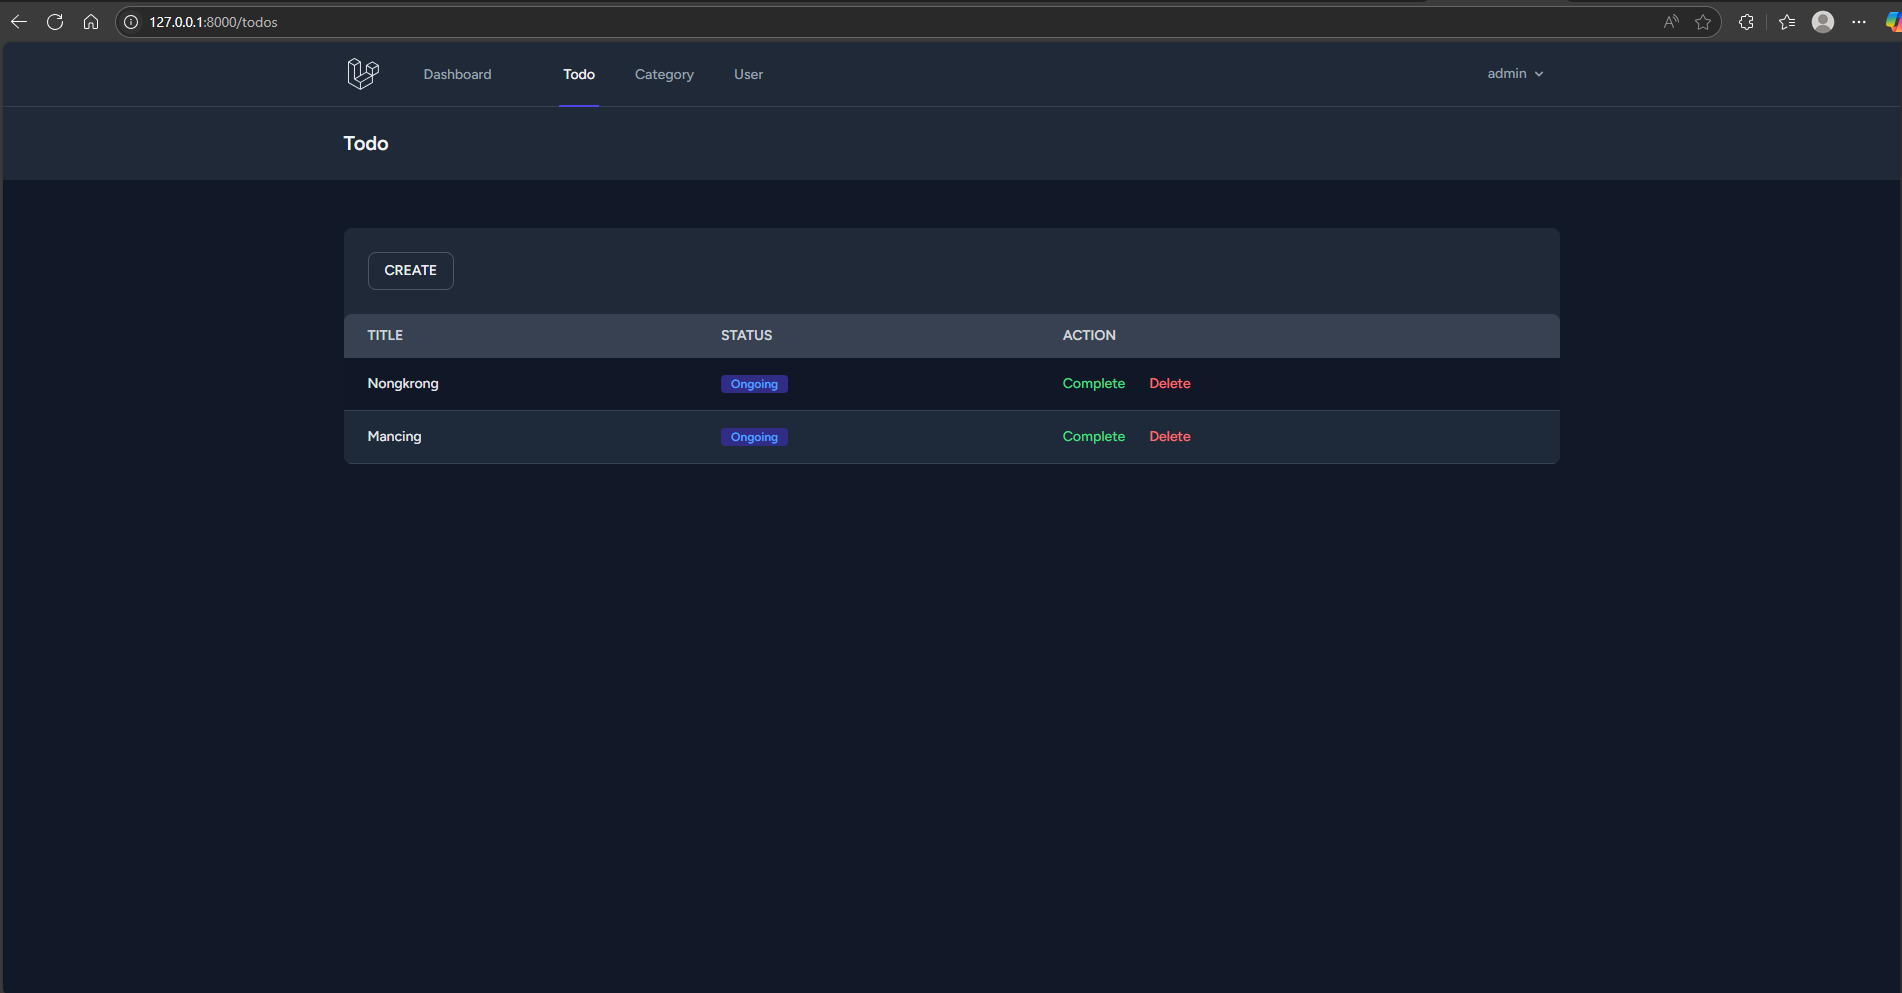 127.0.0.1:8000/todos
Dashboard Todo Category User admin
Todo
CREATE
TITLE STATUS ACTION
Nongkrong Ongoing Complete Delete
Mancing Ongoing Complete Delete